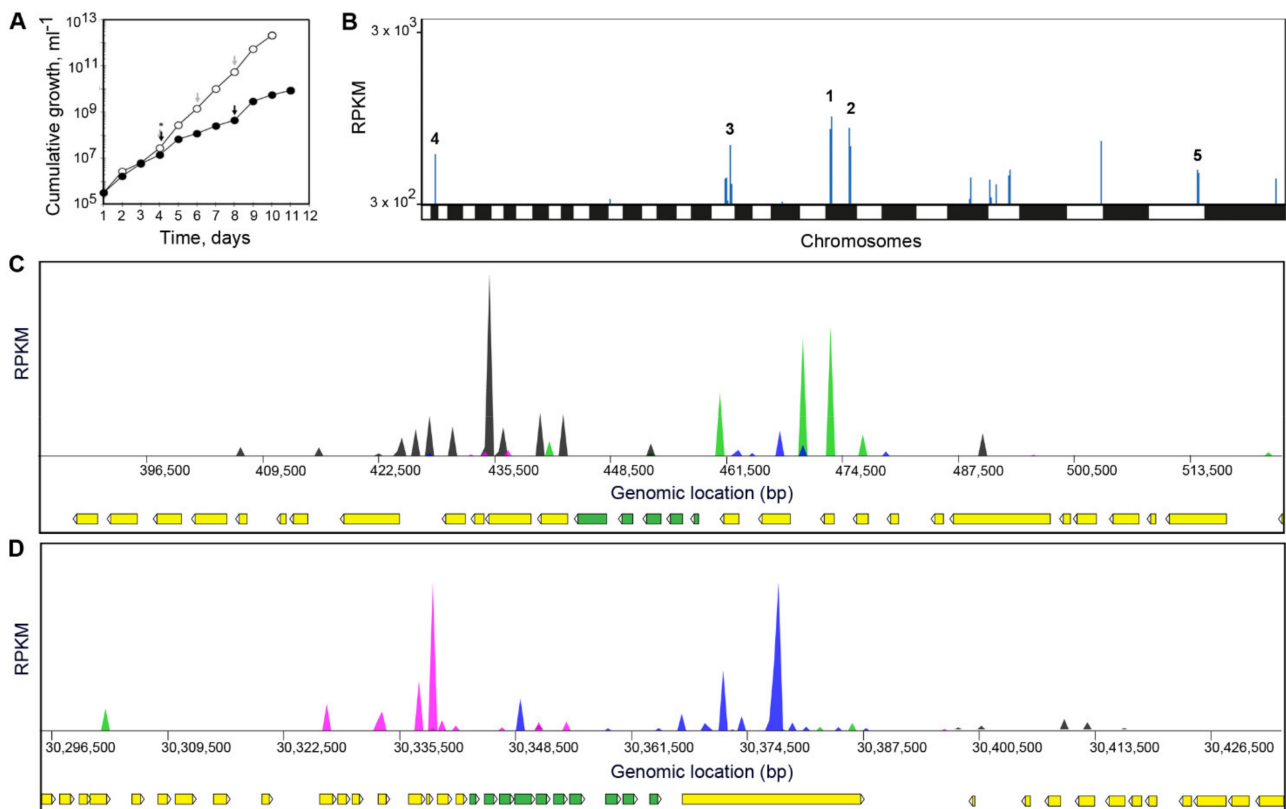 A
Cumulative growth, ml-1
10^13
10^11
10^9
10^7
10^5
*
1 2 3 4 5 6 7 8 9 10 11 12
Time, days
B
RPKM
3 x 10^3
3 x 10^2
4
3
1
2
5
Chromosomes
C
RPKM
396,500 409,500 422,500 435,500 448,500 461,500 474,500 487,500 500,500 513,500
Genomic location (bp)
D
RPKM
30,296,500 30,309,500 30,322,500 30,335,500 30,348,500 30,361,500 30,374,500 30,387,500 30,400,500 30,413,500 30,426,500
Genomic location (bp)